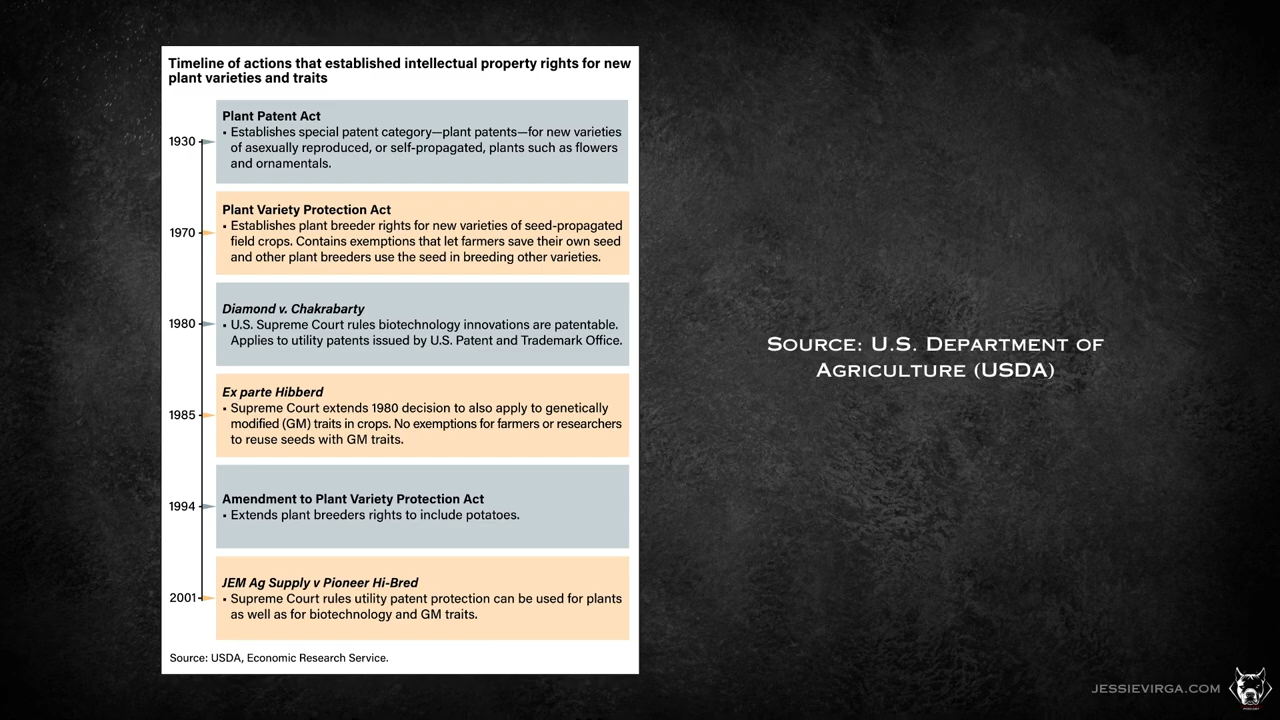 Timeline of actions that established intellectual property rights for new
plant varieties and traits
1930
Plant Patent Act
▪ Establishes special patent category—plant patents—for new varieties
of asexually reproduced, or self-propagated, plants such as flowers
and ornamentals.
1970
Plant Variety Protection Act
▪ Establishes plant breeder rights for new varieties of seed-propagated
field crops. Contains exemptions that let farmers save their own seed
and other plant breeders use the seed in breeding other varieties.
1980
Diamond v. Chakrabarty
▪ U.S. Supreme Court rules biotechnology innovations are patentable.
Applies to utility patents issued by U.S. Patent and Trademark Office.
1985
Ex parte Hibberd
▪ Supreme Court extends 1980 decision to also apply to genetically
modified (GM) traits in crops. No exemptions for farmers or researchers
to reuse seeds with GM traits.
1994
Amendment to Plant Variety Protection Act
▪ Extends plant breeders rights to include potatoes.
2001
JEM Ag Supply v Pioneer Hi-Bred
▪ Supreme Court rules utility patent protection can be used for plants
as well as for biotechnology and GM traits.
Source: USDA, Economic Research Service.
Source: U.S. Department of
Agriculture (USDA)
jessievirga.com